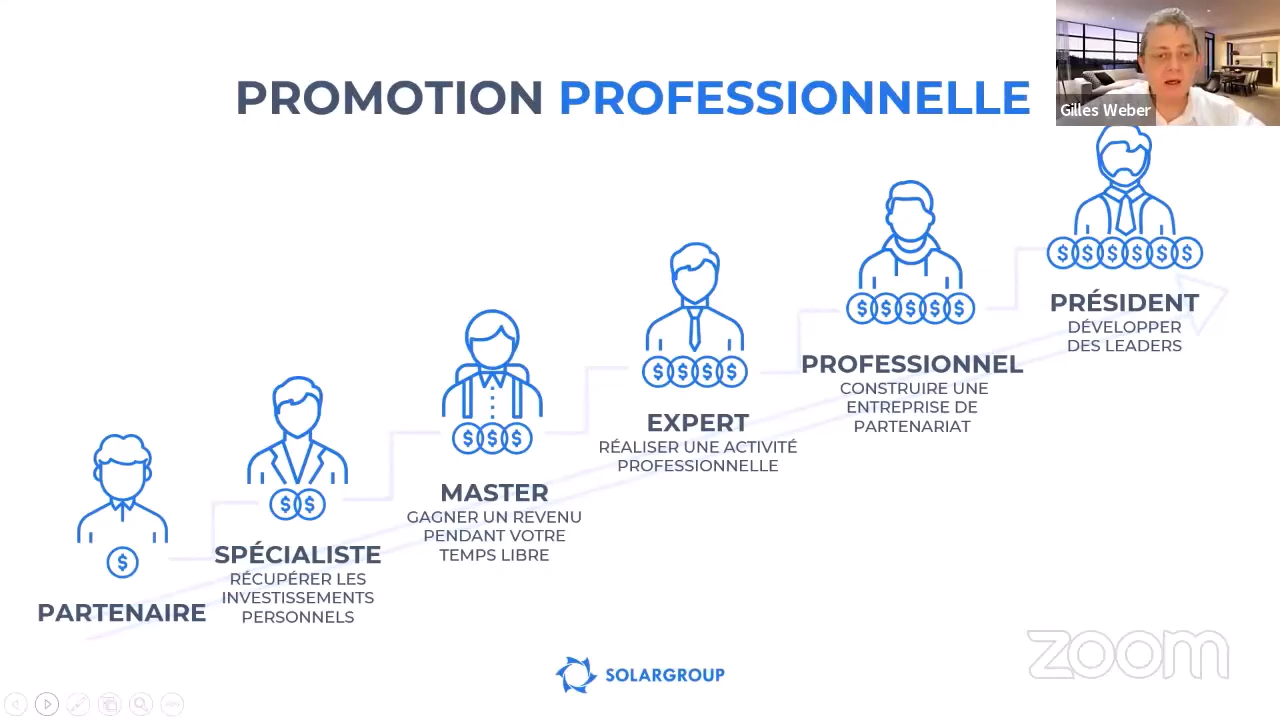 PROMOTION PROFESSIONNELLE
Gilles Weber
PARTENAIRE
SPÉCIALISTE
RÉCUPÉRER LES
INVESTISSEMENTS
PERSONNELS
MASTER
GAGNER UN REVENU
PENDANT VOTRE
TEMPS LIBRE
EXPERT
RÉALISER UNE ACTIVITÉ
PROFESSIONNELLE
PROFESSIONNEL
CONSTRUIRE UNE
ENTREPRISE DE
PARTENARIAT
PRÉSIDENT
DÉVELOPPER
DES LEADERS
$
$$
$$$
$$$$
$$$$$
$$$$$$
SOLARGROUP
zoom